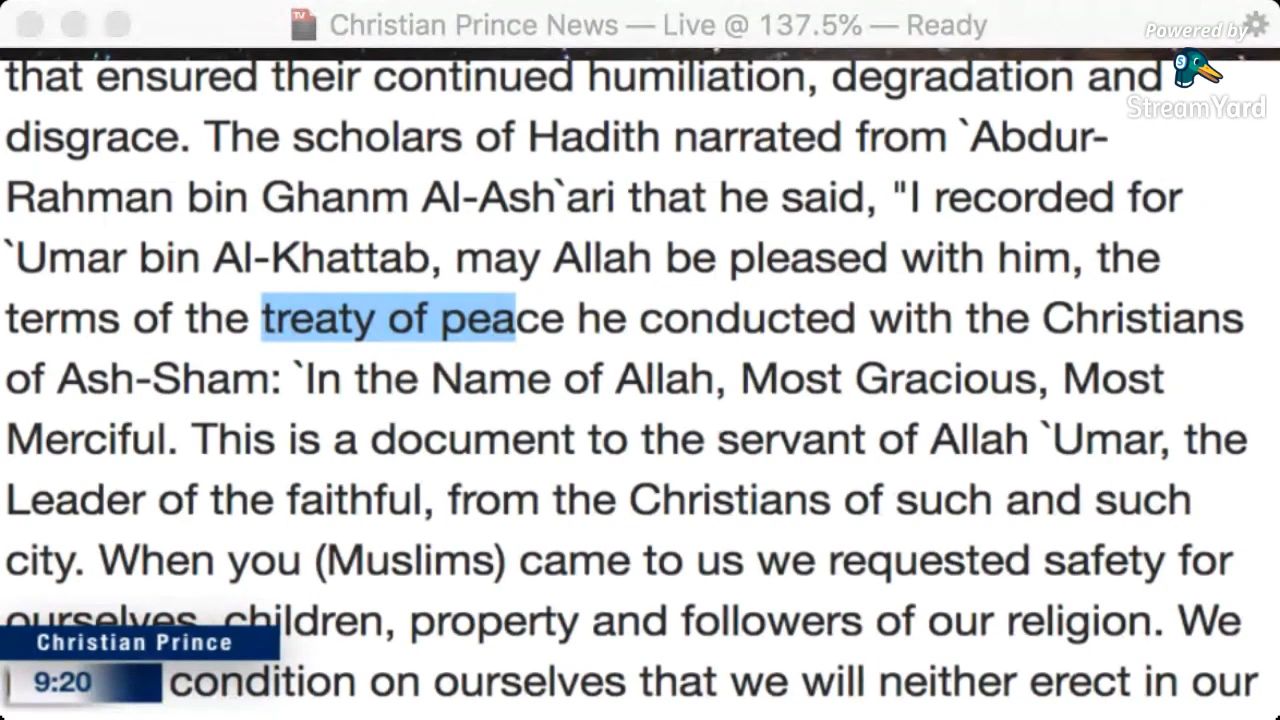 Christian Prince News — Live @ 137.5% — Ready
Powered by
StreamYard
that ensured their continued humiliation, degradation and
disgrace. The scholars of Hadith narrated from `Abdur-
Rahman bin Ghanm Al-Ash`ari that he said, "I recorded for
`Umar bin Al-Khattab, may Allah be pleased with him, the
terms of the treaty of peace he conducted with the Christians
of Ash-Sham: `In the Name of Allah, Most Gracious, Most
Merciful. This is a document to the servant of Allah `Umar, the
Leader of the faithful, from the Christians of such and such
city. When you (Muslims) came to us we requested safety for
ourselves, children, property and followers of our religion. We
condition on ourselves that we will neither erect in our
Christian Prince
9:20